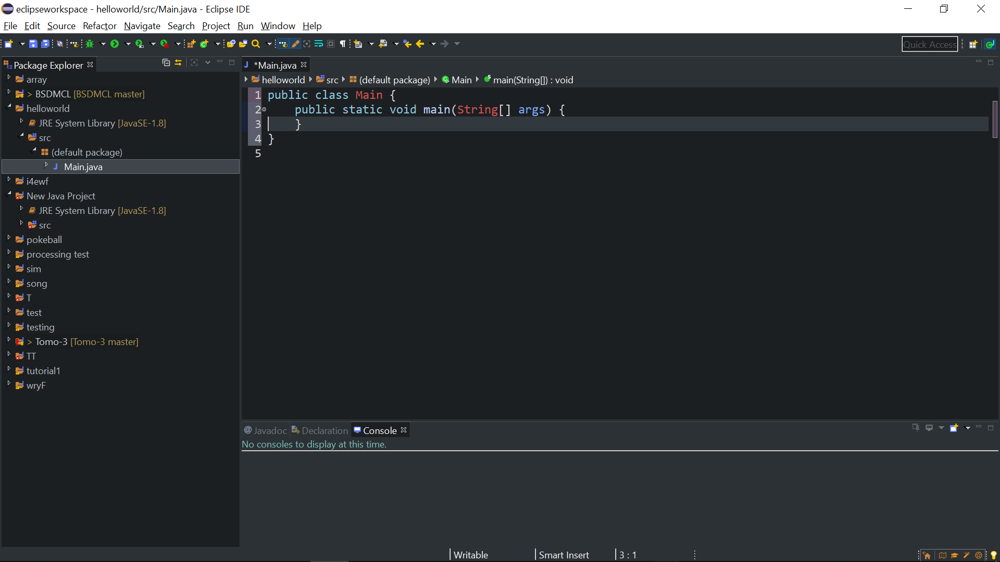 eclipseworkspace - helloworld/src/Main.java - Eclipse IDE
File Edit Source Refactor Navigate Search Project Run Window Help
Quick Access
Package Explorer
array
> BSDMCL [BSDMCL master]
helloworld
JRE System Library [JavaSE-1.8]
src
(default package)
Main.java
i4ewf
New Java Project
JRE System Library [JavaSE-1.8]
src
pokeball
processing test
sim
song
T
test
testing
> Tomo-3 [Tomo-3 master]
TT
tutorial1
wryF
*Main.java
helloworld src (default package) Main main(String[]) : void
1 public class Main {
2 public static void main(String[] args) {
3 }
4 }
5
@ Javadoc Declaration Console
No consoles to display at this time.
Writable Smart Insert 3 : 1